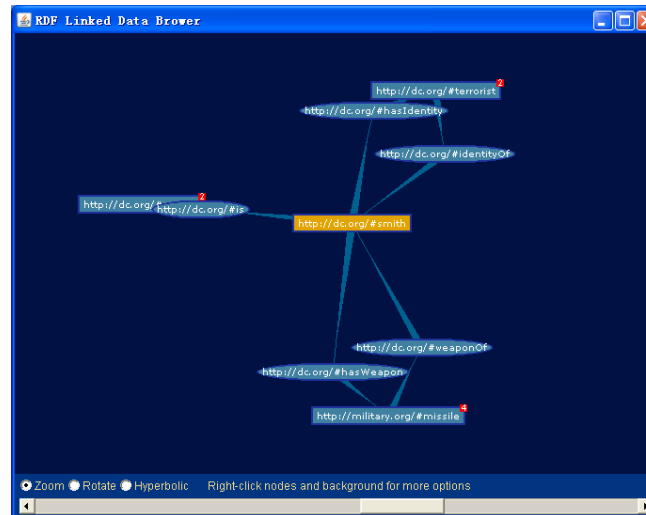 RDF Linked Data Brower
2
http://dc.org/#terrorist
http://dc.org/#hasIdentity
http://dc.org/#identityOf
2
http://dc.org/#
http://dc.org/#is
http://dc.org/#smith
http://dc.org/#weaponOf
http://dc.org/#hasWeapon
4
http://military.org/#missile
Zoom Rotate Hyperbolic Right-click nodes and background for more options